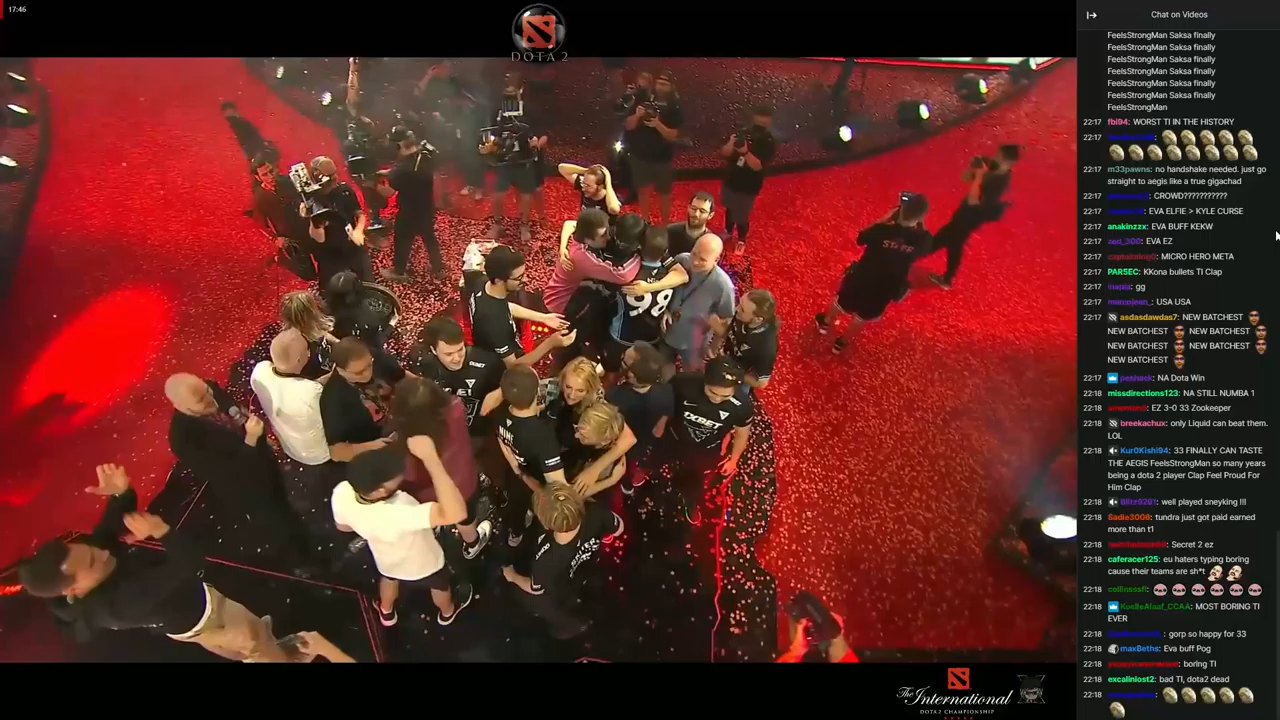 17:46
DOTA 2
Chat on Videos
FeelsStrongMan Saksa finally
FeelsStrongMan Saksa finally
FeelsStrongMan Saksa finally
FeelsStrongMan Saksa finally
FeelsStrongMan Saksa finally
FeelsStrongMan Saksa finally
FeelsStrongMan
22:17 fbi94: WORST TI IN THE HISTORY
22:17
22:17 m33pawns: no handshake needed. just go
straight to aegis like a true gigachad
22:17 CROWD???????????
22:17 EVA ELFIE > KYLE CURSE
22:17 anakinzzx: EVA BUFF KEKW
22:17 EVA EZ
22:17 MICRO HERO META
22:17 PAR5EC: KKona bullets TI Clap
22:17 gg
22:17 USA USA
22:17 asdasdawdas7: NEW BATCHEST
NEW BATCHEST NEW BATCHEST
NEW BATCHEST NEW BATCHEST
NEW BATCHEST
22:17 NA Dota Win
22:18 missdirections123: NA STILL NUMBA 1
22:18 EZ 3-0 33 Zookeeper
22:18 breekachux: only Liquid can beat them.
LOL
22:18 Kur0Kishi94: 33 FINALLY CAN TASTE
THE AEGIS FeelsStrongMan so many years
being a dota 2 player Clap Feel Proud For
Him Clap
22:18 well played sneyking !!!
22:18 Sadie3006: tundra just got paid earned
more than t1
22:18 Secret 2 ez
22:18 caferacer125: eu haters typing boring
cause their teams are sh*t
22:18
22:18 KoelleAlaaf_CCAA: MOST BORING TI
EVER
22:18 : gorp so happy for 33
22:18 maxBeths: Eva buff Pog
22:18 boring TI
22:18 excalinlost2: bad TI, dota2 dead
22:18
STAFF
98
1XBET
The International
DOTA 2 CHAMPIONSHIP